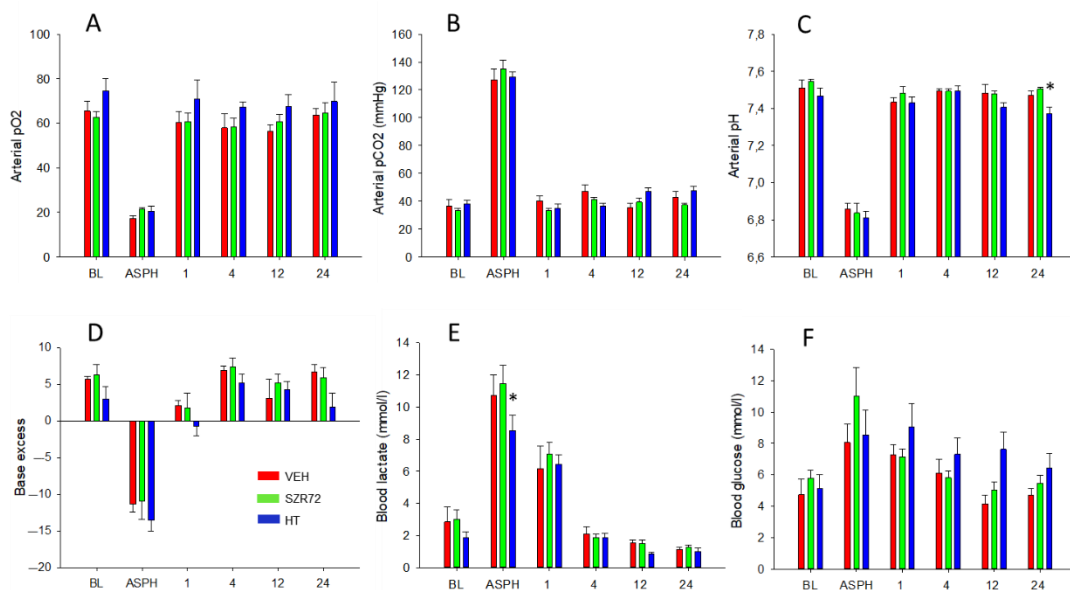 A
Arterial pO2
100
80
60
40
20
0
BL ASPH 1 4 12 24
B
Arterial pCO2 (mmHg)
160
140
120
100
80
60
40
20
0
BL ASPH 1 4 12 24
C
Arterial pH
7,6
7,4
7,2
7,0
6,8
6,6
*
BL ASPH 1 4 12 24
D
Base excess
10
5
0
−5
−10
−15
−20
VEH
SZR72
HT
BL ASPH 1 4 12 24
E
Blood lactate (mmol/l)
14
12
10
8
6
4
2
0
*
BL ASPH 1 4 12 24
F
Blood glucose (mmol/l)
14
12
10
8
6
4
2
0
BL ASPH 1 4 12 24